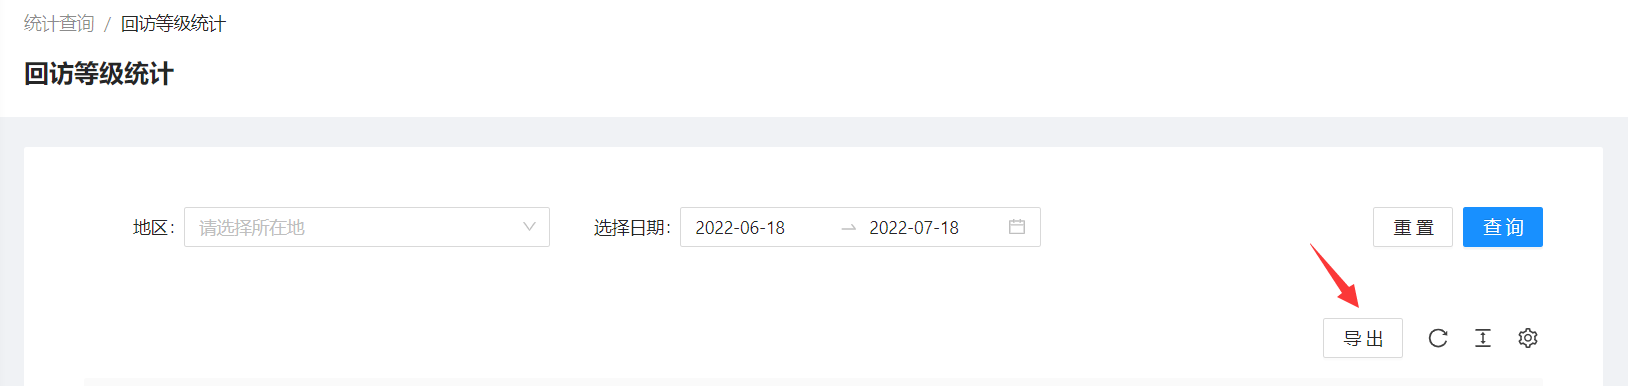 统计查询 / 回访等级统计
回访等级统计
地区: 请选择所在地 选择日期: 2022-06-18 → 2022-07-18 重置 查询
导出